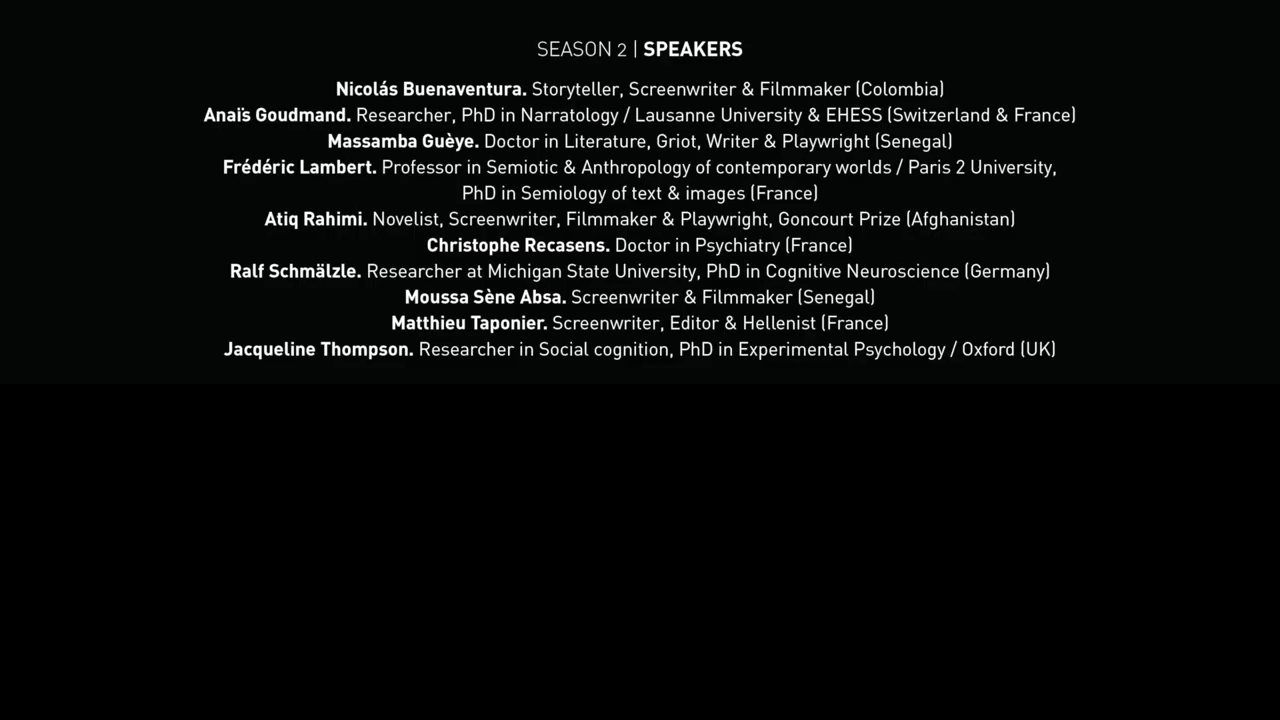 SEASON 2 | SPEAKERS
Nicolás Buenaventura. Storyteller, Screenwriter & Filmmaker (Colombia)
Anaïs Goudmand. Researcher, PhD in Narratology / Lausanne University & EHESS (Switzerland & France)
Massamba Guèye. Doctor in Literature, Griot, Writer & Playwright (Senegal)
Frédéric Lambert. Professor in Semiotic & Anthropology of contemporary worlds / Paris 2 University,
PhD in Semiology of text & images (France)
Atiq Rahimi. Novelist, Screenwriter, Filmmaker & Playwright, Goncourt Prize (Afghanistan)
Christophe Recasens. Doctor in Psychiatry (France)
Ralf Schmälzle. Researcher at Michigan State University, PhD in Cognitive Neuroscience (Germany)
Moussa Sène Absa. Screenwriter & Filmmaker (Senegal)
Matthieu Taponier. Screenwriter, Editor & Hellenist (France)
Jacqueline Thompson. Researcher in Social cognition, PhD in Experimental Psychology / Oxford (UK)